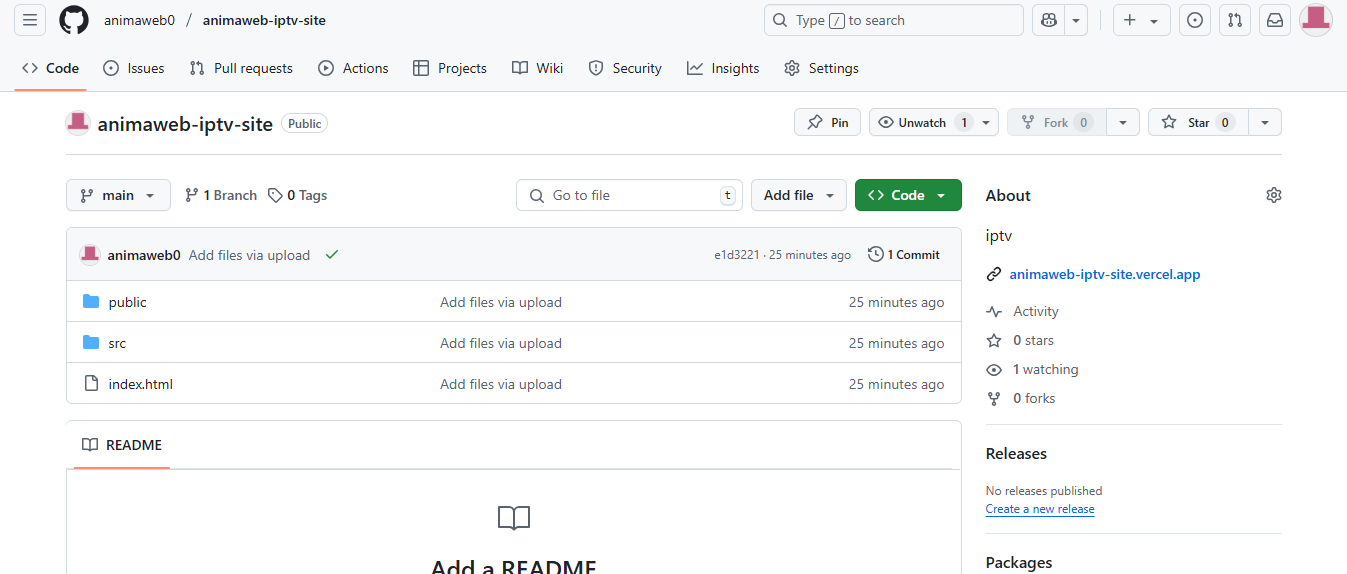 animaweb0 / animaweb-iptv-site Type / to search
Code Issues Pull requests Actions Projects Wiki Security Insights Settings
animaweb-iptv-site Public Pin Unwatch 1 Fork 0 Star 0
main 1 Branch 0 Tags Go to file t Add file Code
animaweb0 Add files via upload e1d3221 · 25 minutes ago 1 Commit
public Add files via upload 25 minutes ago
src Add files via upload 25 minutes ago
index.html Add files via upload 25 minutes ago
README
Add a README
About
iptv
animaweb-iptv-site.vercel.app
Activity
0 stars
1 watching
0 forks
Releases
No releases published
Create a new release
Packages